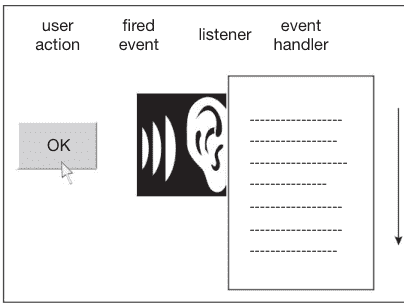 user action
fired event
listener
event handler
OK